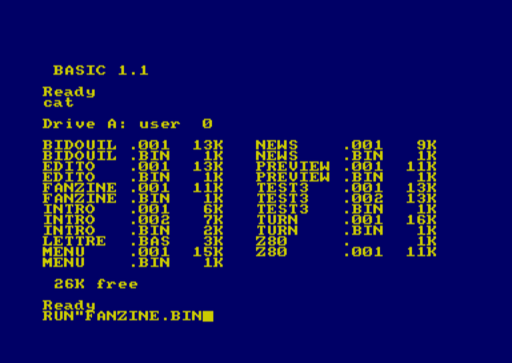 BASIC 1.1
Ready
cat
Drive A: user 0
BIDOUIL .001 13K NEWS .001 9K
BIDOUIL .BIN 1K NEWS .BIN 1K
EDITO .001 13K PREVIEW .001 11K
EDITO .BIN 1K PREVIEW .BIN 1K
FANZINE .001 11K TEST3 .001 13K
FANZINE .BIN 1K TEST3 .002 13K
INTRO .001 6K TEST3 .BIN 1K
INTRO .002 7K TURN .001 16K
INTRO .BIN 2K TURN .BIN 1K
LETTRE .BAS 3K Z80 . 1K
MENU .001 15K Z80 .001 11K
MENU .BIN 1K
26K free
Ready
RUN"FANZINE.BIN